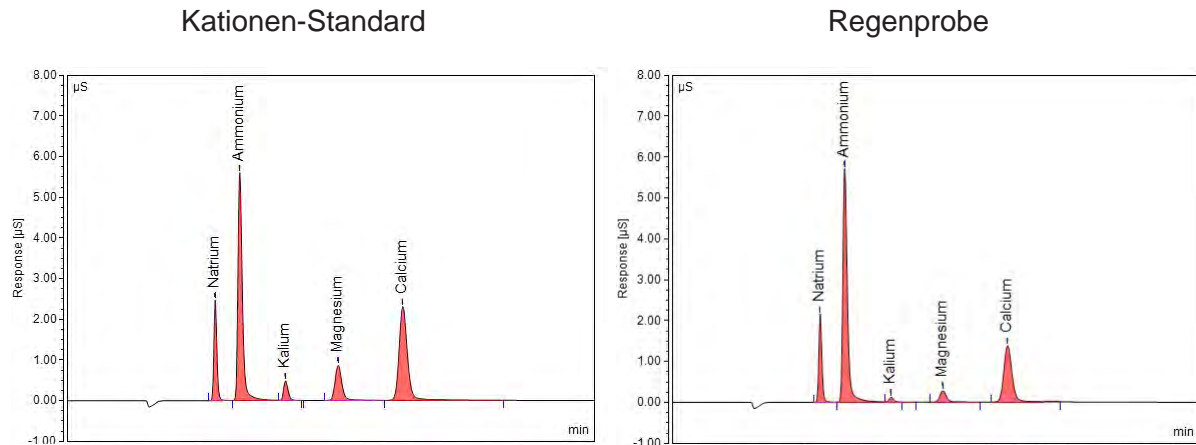 Kationen-Standard
8.00
7.00
6.00
5.00
4.00
3.00
2.00
1.00
0.00
-1.00
Response [µS]
µS
Natrium
Ammonium
Kalium
Magnesium
Calcium
min
Regenprobe
8.00
7.00
6.00
5.00
4.00
3.00
2.00
1.00
0.00
-1.00
Response [µS]
µS
Natrium
Ammonium
Kalium
Magnesium
Calcium
min